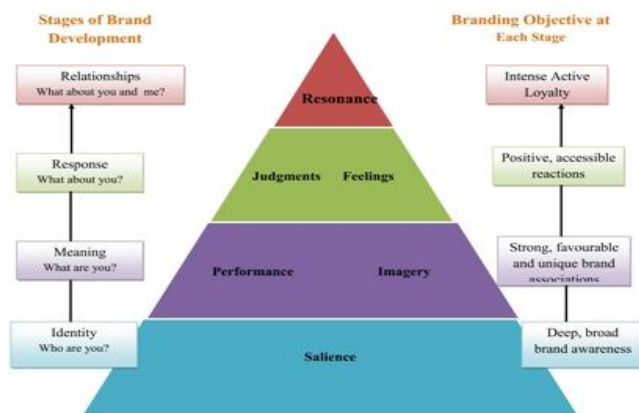 Stages of Brand
Development
Branding Objective at
Each Stage
Relationships
What about you and me?
Resonance
Intense Active
Loyalty
Response
What about you?
Judgments
Feelings
Positive, accessible
reactions
Meaning
What are you?
Performance
Imagery
Strong, favourable
and unique brand
associations
Identity
Who are you?
Salience
Deep, broad
brand awareness